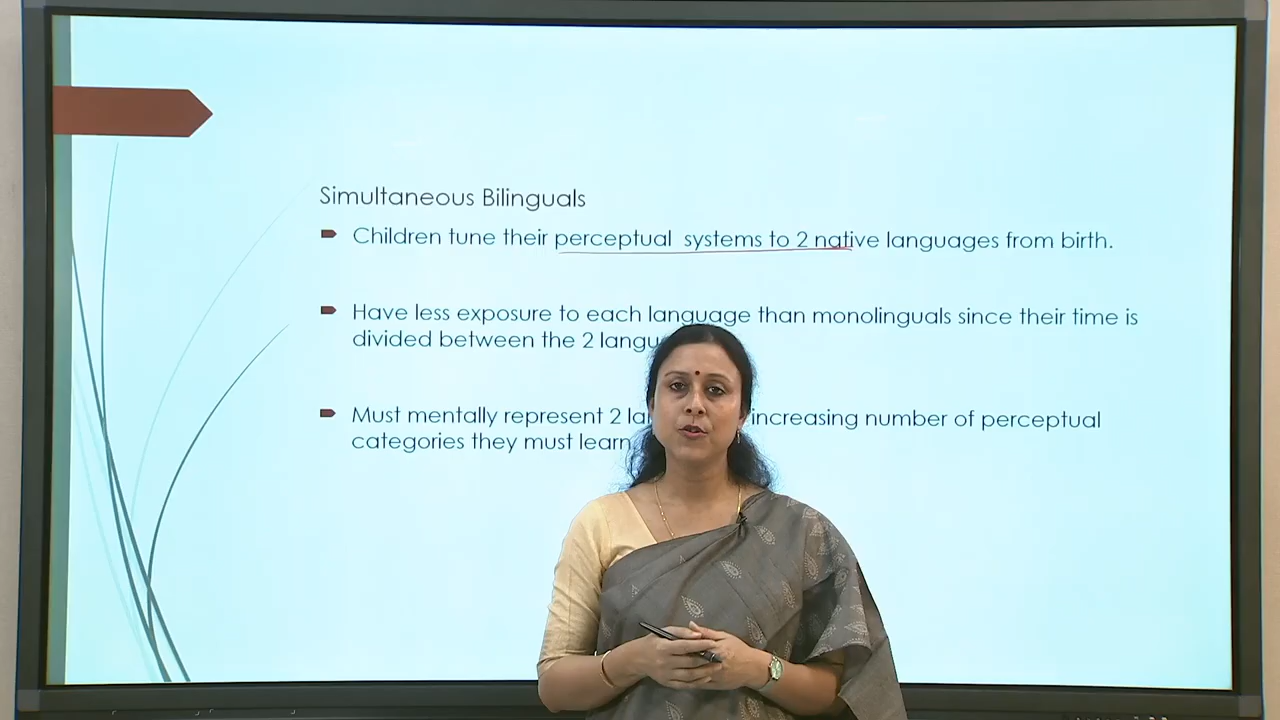 Simultaneous Bilinguals
Children tune their perceptual systems to 2 native languages from birth.
Have less exposure to each language than monolinguals since their time is
divided between the 2
Must mentally represent 2 increasing number of perceptual
categories they must learn